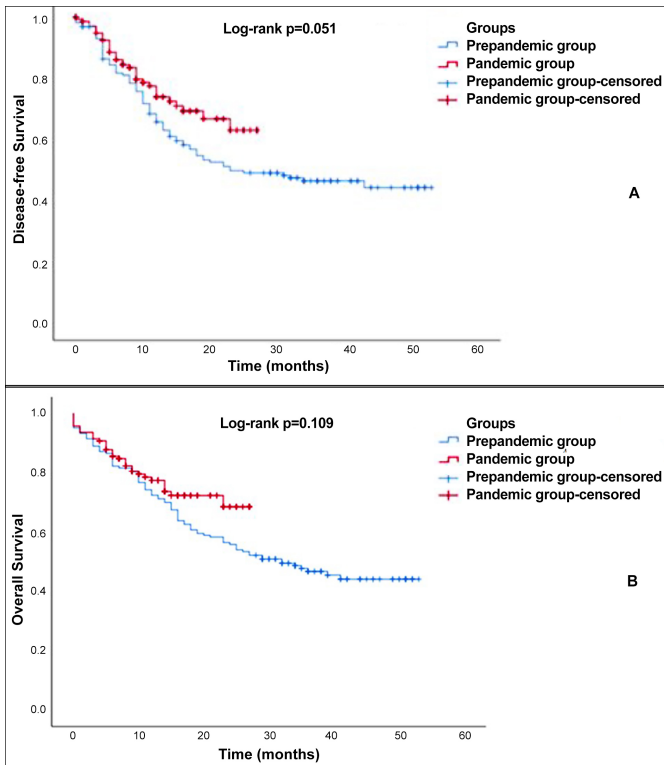 Log-rank p=0.051
Groups
Prepandemic group
Pandemic group
Prepandemic group-censored
Pandemic group-censored
Disease-free Survival
1.0
0.8
0.6
0.4
0.2
0.0
A
0 10 20 30 40 50 60
Time (months)
Log-rank p=0.109
Groups
Prepandemic group
Pandemic group
Prepandemic group-censored
Pandemic group-censored
Overall Survival
1.0
0.8
0.6
0.4
0.2
0.0
B
0 10 20 30 40 50 60
Time (months)